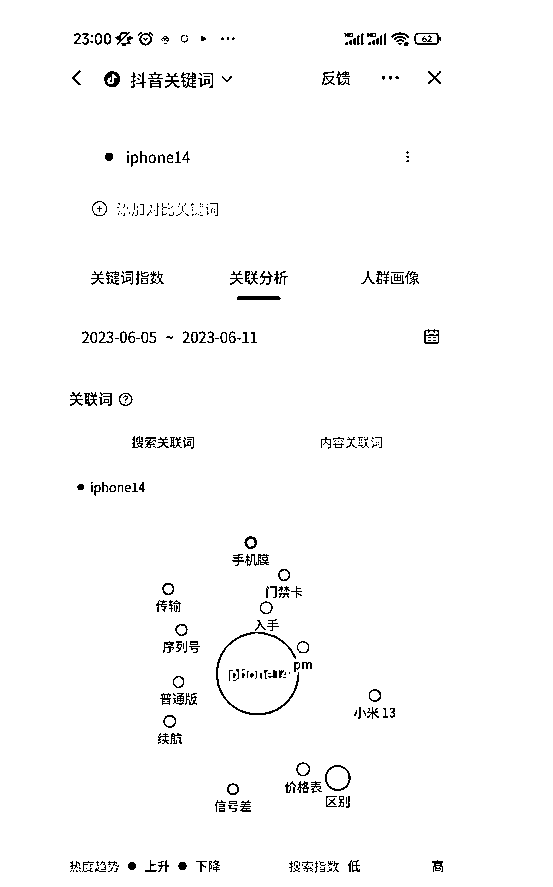 23:00
62
抖音关键词
反馈
iphone14
添加对比关键词
关键词指数 关联分析 人群画像
2023-06-05 ~ 2023-06-11
关联词
搜索关联词 内容关联词
iphone14
手机膜
门禁卡
传输
入手
序列号
pm
普通版
小米 13
续航
价格表
区别
信号差
热度趋势 上升 下降 搜索指数 低 高